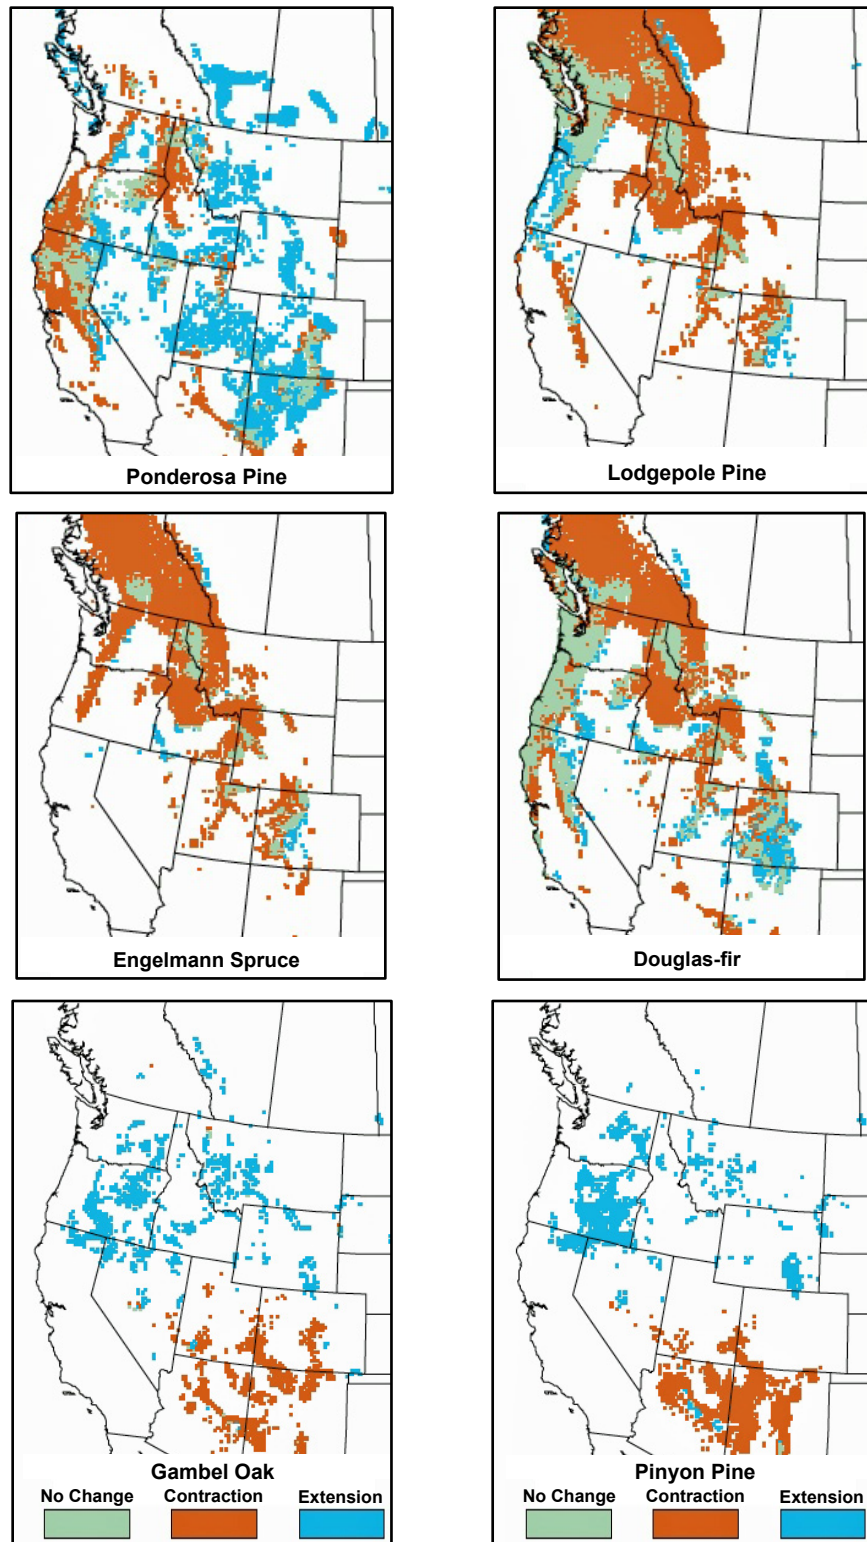 Ponderosa Pine
Lodgepole Pine
Engelmann Spruce
Douglas-fir
Gambel Oak
No Change Contraction Extension
Pinyon Pine
No Change Contraction Extension